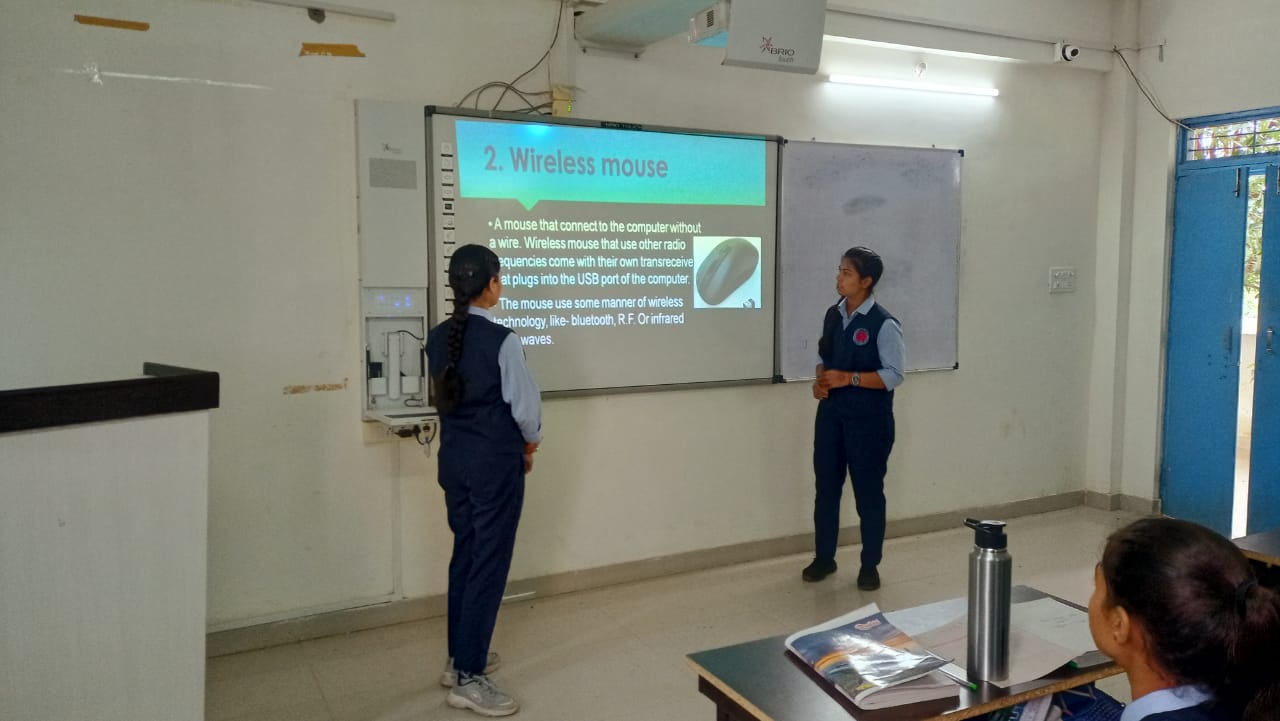 BRIO
touch
2. Wireless mouse
• A mouse that connect to the computer without
a wire. Wireless mouse that use other radio
equencies come with their own transreceive
at plugs into the USB port of the computer.
The mouse use some manner of wireless
technology, like- bluetooth, R.F. Or infrared
waves.